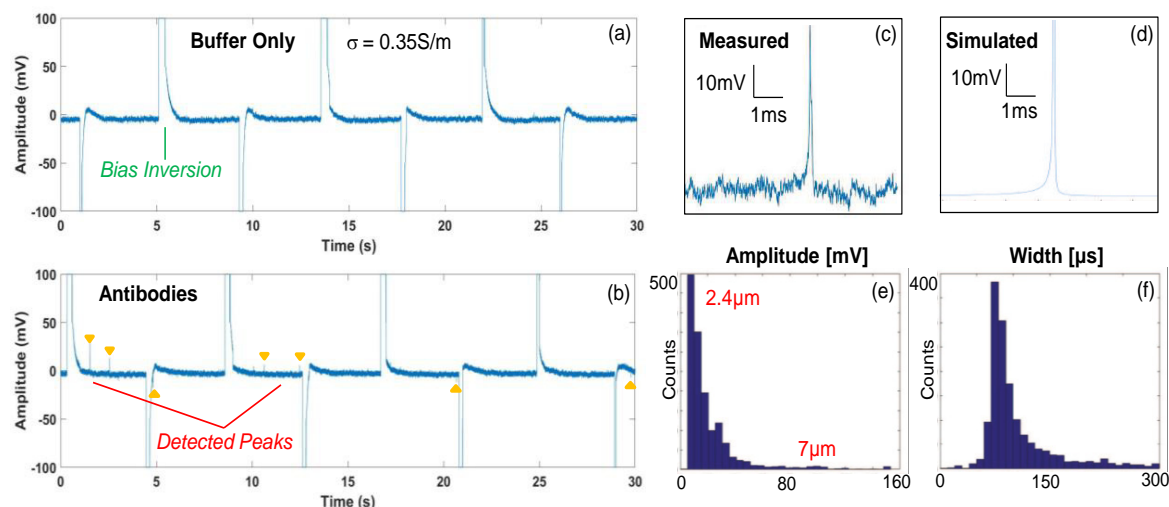 Buffer Only
σ = 0.35S/m
(a)
Amplitude (mV)
100
50
0
-50
-100
Bias Inversion
0 5 10 15 20 25 30
Time (s)
Antibodies
(b)
Amplitude (mV)
100
50
0
-50
-100
Detected Peaks
0 5 10 15 20 25 30
Time (s)
Measured
(c)
10mV
1ms
Simulated
(d)
10mV
1ms
Amplitude [mV]
(e)
500
2.4µm
7µm
Counts
0 80 160
Width [µs]
(f)
400
Counts
0 150 300